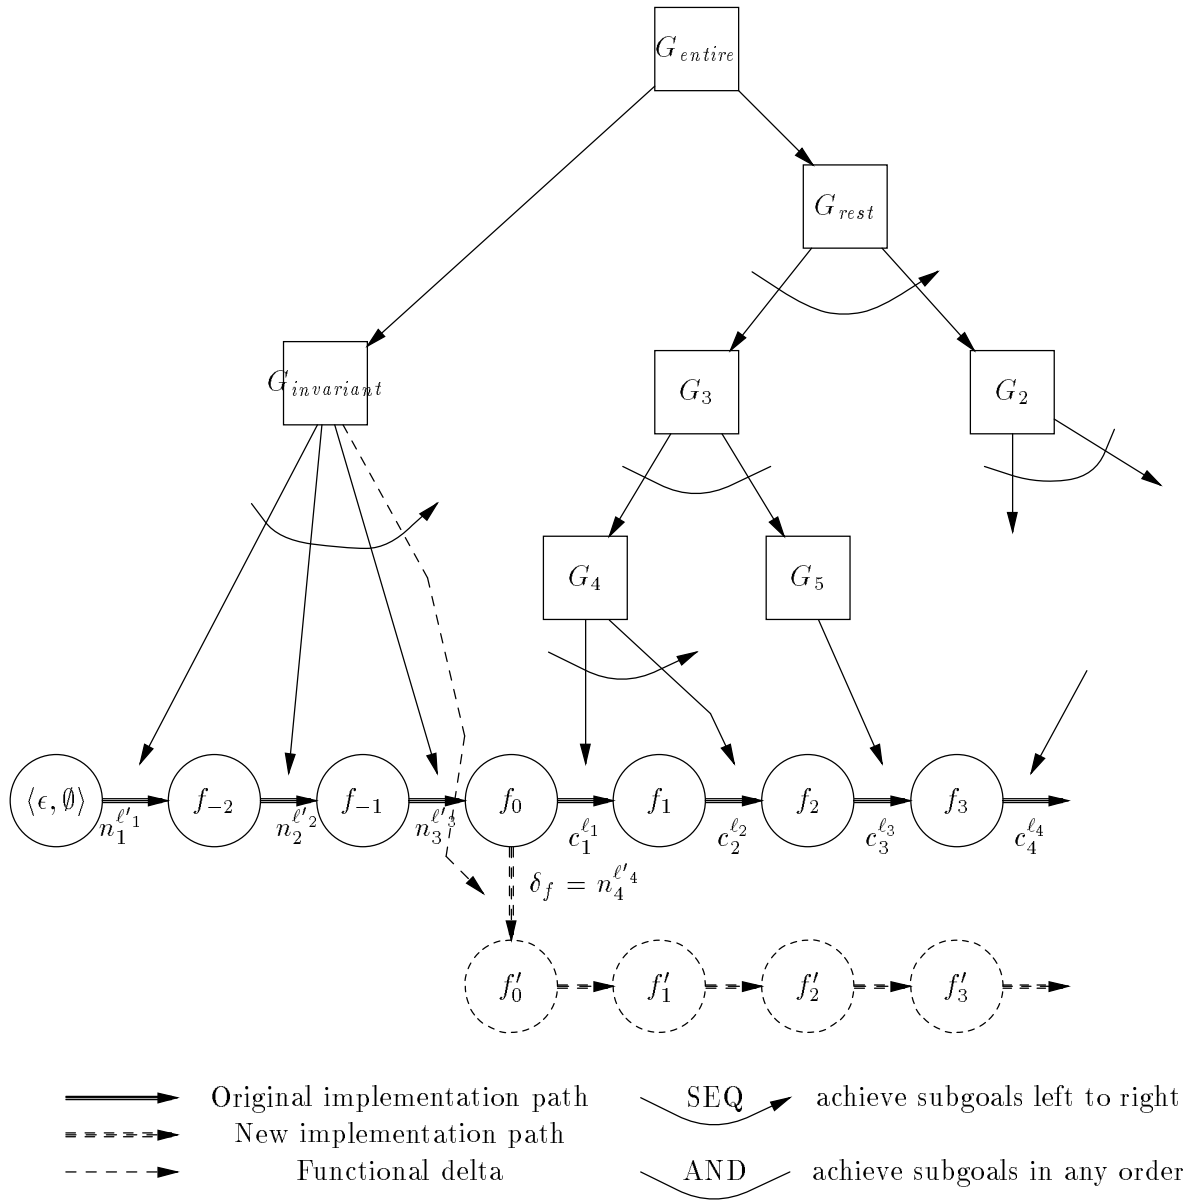 G_entire
G_rest
G_invariant
G_3
G_2
G_4
G_5
⟨ϵ, ∅⟩ f_{−2} f_{−1} f_0 f_1 f_2 f_3
n_1^{ℓ′_1} n_2^{ℓ′_2} n_3^{ℓ′_3} c_1^{ℓ_1} c_2^{ℓ_2} c_3^{ℓ_3} c_4^{ℓ_4}
δ_f = n_4^{ℓ′_4}
f′_0 f′_1 f′_2 f′_3
Original implementation path
New implementation path
Functional delta
SEQ achieve subgoals left to right
AND achieve subgoals in any order